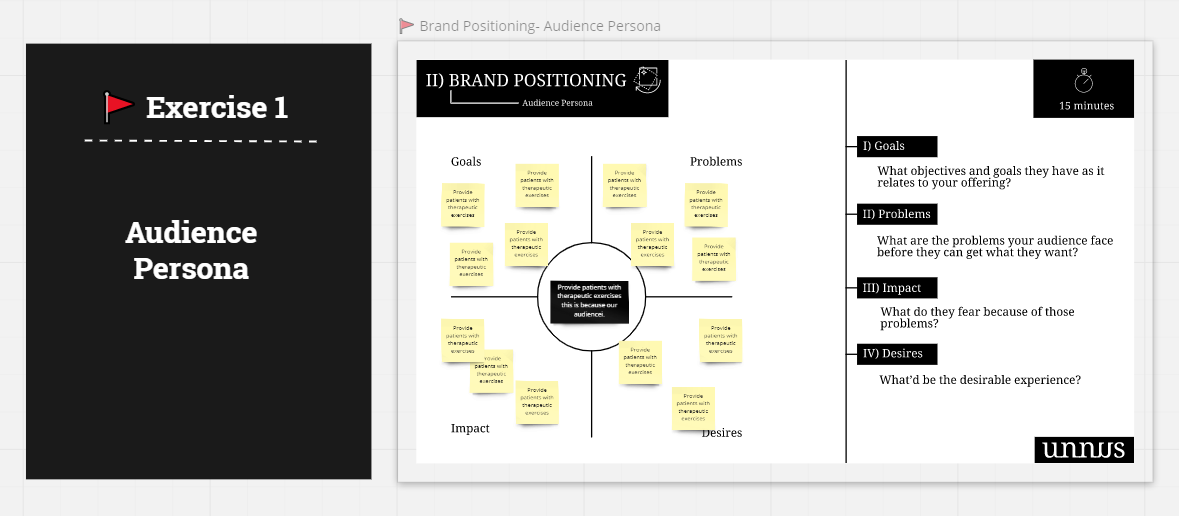 Brand Positioning- Audience Persona
Exercise 1
Audience
Persona
II) BRAND POSITIONING
Audience Persona
Goals
Provide
patients with
therapeutic
exercises
Provide
patients with
therapeutic
exercises
Provide
patients with
therapeutic
exercises
Provide
patients with
therapeutic
exercises
Problems
Provide
patients with
therapeutic
exercises
Provide
patients with
therapeutic
exercises
Provide
patients with
therapeutic
exercises
Provide
patients with
therapeutic
exercises
Provide patients with
therapeutic exercises
this is because our
audiencei.
Provide
patients with
therapeutic
exercises
Provide
patients with
therapeutic
exercises
Provide
patients with
therapeutic
exercises
Impact
Provide
patients with
therapeutic
exercises
Provide
patients with
therapeutic
exercises
Provide
patients with
therapeutic
exercises
Desires
15 minutes
I) Goals
What objectives and goals they have as it
relates to your offering?
II) Problems
What are the problems your audience face
before they can get what they want?
III) Impact
What do they fear because of those
problems?
IV) Desires
What'd be the desirable experience?